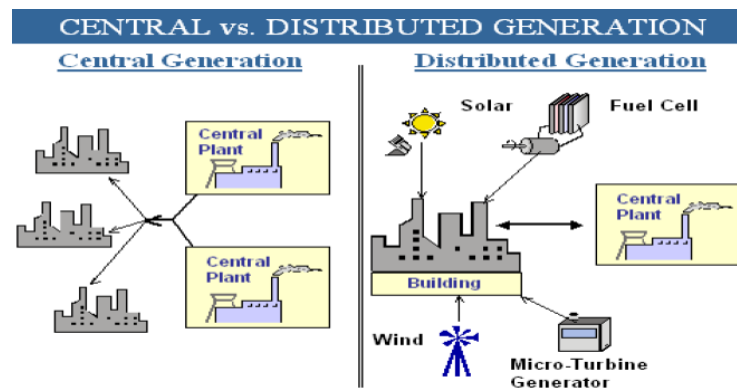 CENTRAL vs. DISTRIBUTED GENERATION
Central Generation
Distributed Generation
Central
Plant
Central
Plant
Solar
Fuel Cell
Central
Plant
Building
Wind
Micro-Turbine
Generator